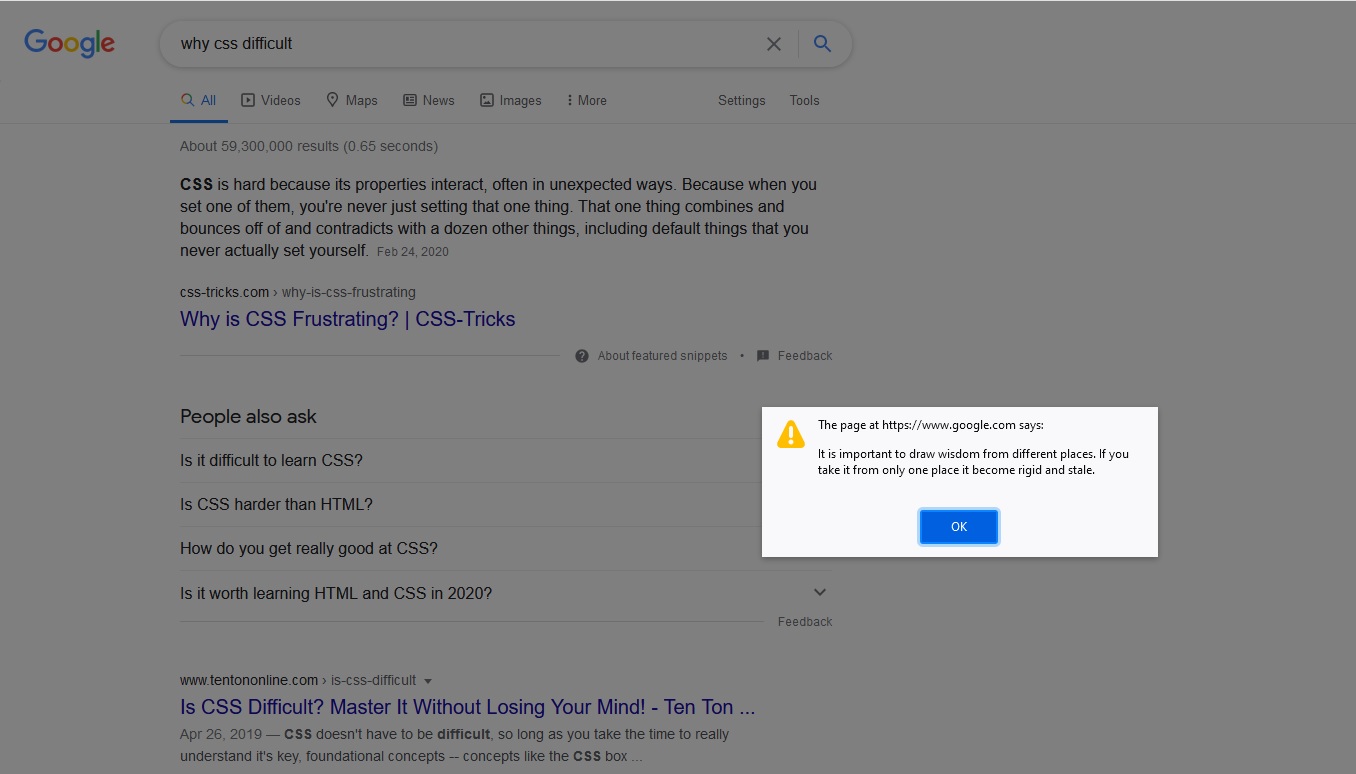 Google
why css difficult
All Videos Maps News Images More Settings Tools
About 59,300,000 results (0.65 seconds)
CSS is hard because its properties interact, often in unexpected ways. Because when you
set one of them, you're never just setting that one thing. That one thing combines and
bounces off of and contradicts with a dozen other things, including default things that you
never actually set yourself. Feb 24, 2020
css-tricks.com › why-is-css-frustrating
Why is CSS Frustrating? | CSS-Tricks
About featured snippets • Feedback
People also ask
Is it difficult to learn CSS?
Is CSS harder than HTML?
How do you get really good at CSS?
Is it worth learning HTML and CSS in 2020?
Feedback
The page at https://www.google.com says:
It is important to draw wisdom from different places. If you
take it from only one place it become rigid and stale.
OK
www.tentononline.com › is-css-difficult
Is CSS Difficult? Master It Without Losing Your Mind! - Ten Ton ...
Apr 26, 2019 — CSS doesn't have to be difficult, so long as you take the time to really
understand it's key, foundational concepts -- concepts like the CSS box ...